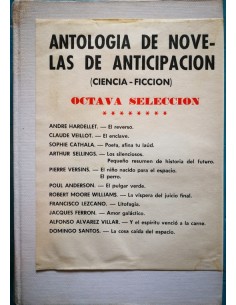 ANTOLOGIA DE NOVE-
LAS DE ANTICIPACION
(CIENCIA-FICCION)
OCTAVA SELECCION
* * * * * * * *
ANDRE HARDELLET. — El reverso.
CLAUDE VEILLOT. — El enclave.
SOPHIE CATHALA. — Poeta, afina tu laúd.
ARTHUR SELLINGS. — Los silenciosos.
Pequeño resumen de historia del futuro.
PIERRE VERSINS. — El niño nacido para el espacio.
El perro.
POUL ANDERSON. — El pulgar verde.
ROBERT MOORE WILLIAMS. — La víspera del juicio final.
FRANCISCO LEZCANO. — Litofagia.
JACQUES FERRON. — Amor galáctico.
ALFONSO ALVAREZ VILLAR. — Y el espíritu venció a la carne.
DOMINGO SANTOS. — La cosa caída del espacio.